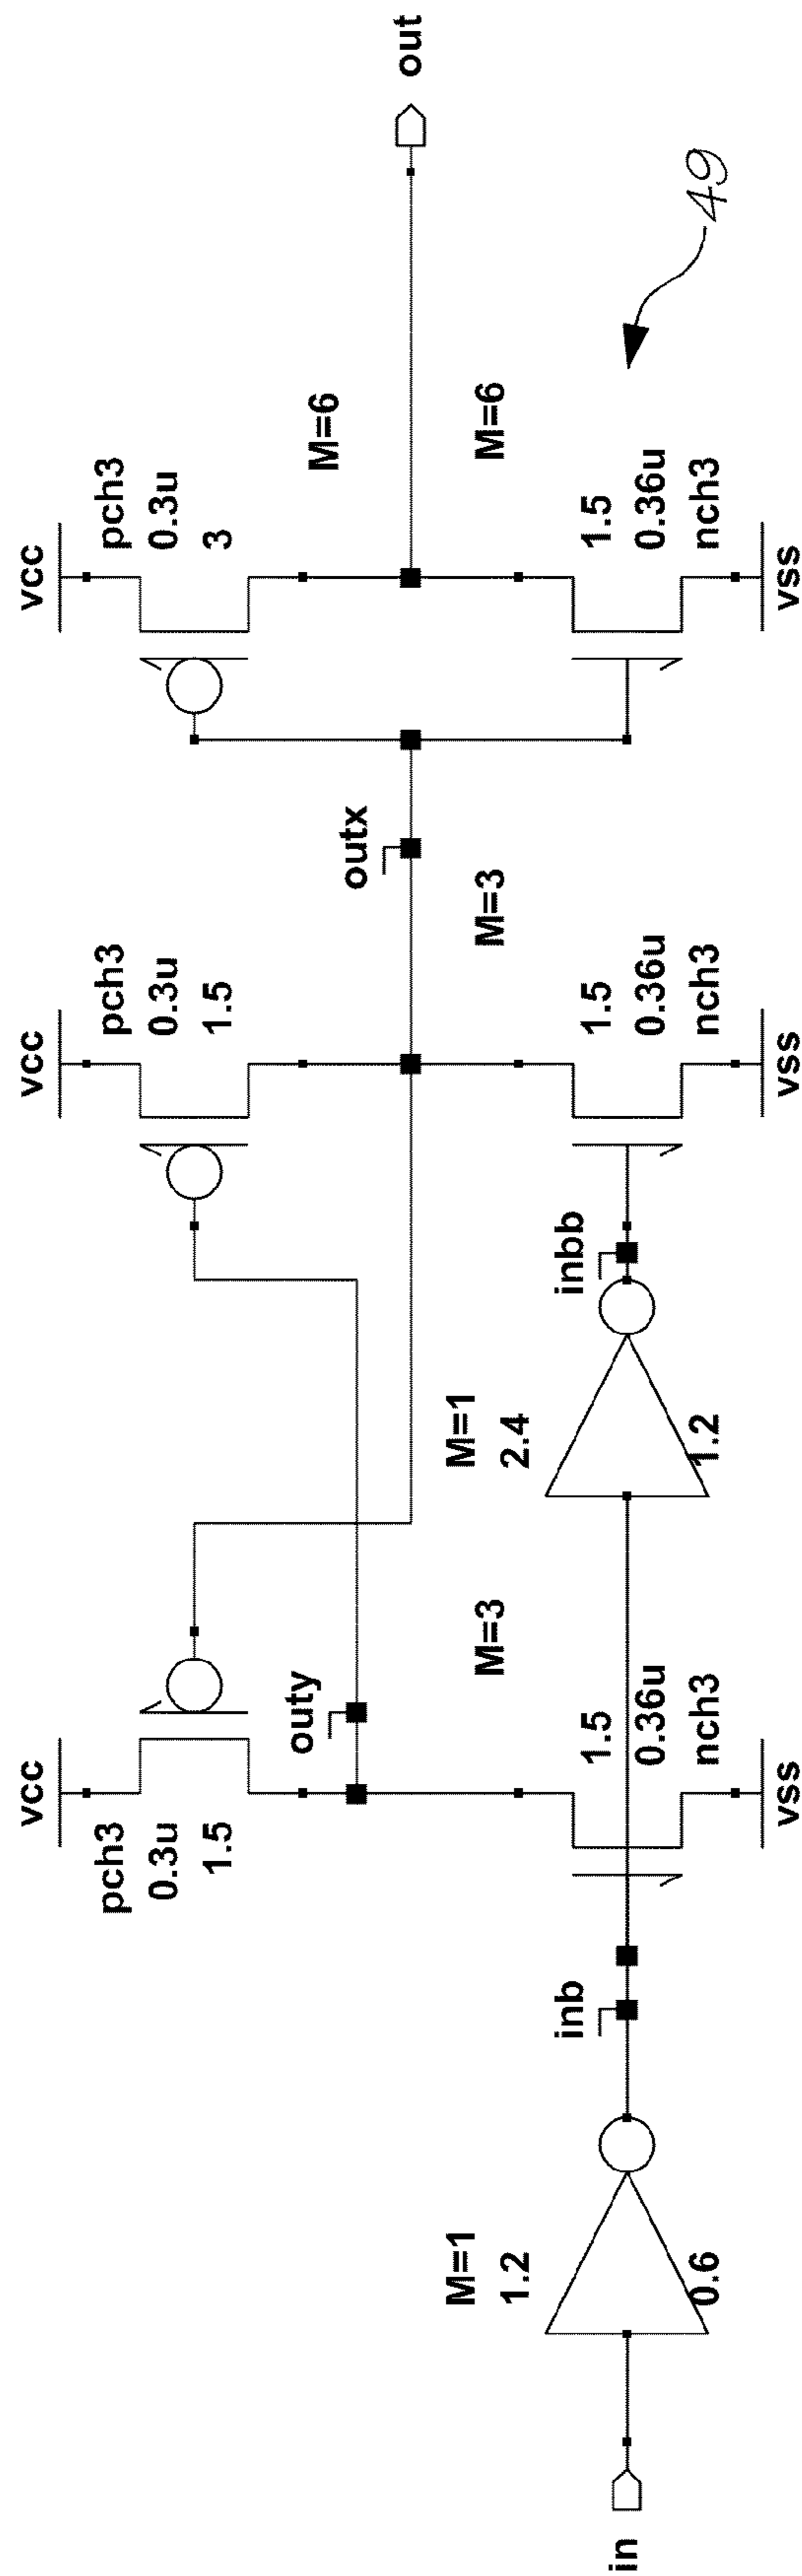 vcc
pch3
0.3u
1.5
outy
M=3
1.5
0.36u
nch3
vss
in
M=1
1.2
0.6
inb
M=1
2.4
1.2
inbb
vcc
pch3
0.3u
1.5
outx
M=3
1.5
0.36u
nch3
vss
vcc
pch3
0.3u
3
M=6
M=6
1.5
0.36u
nch3
vss
out
49